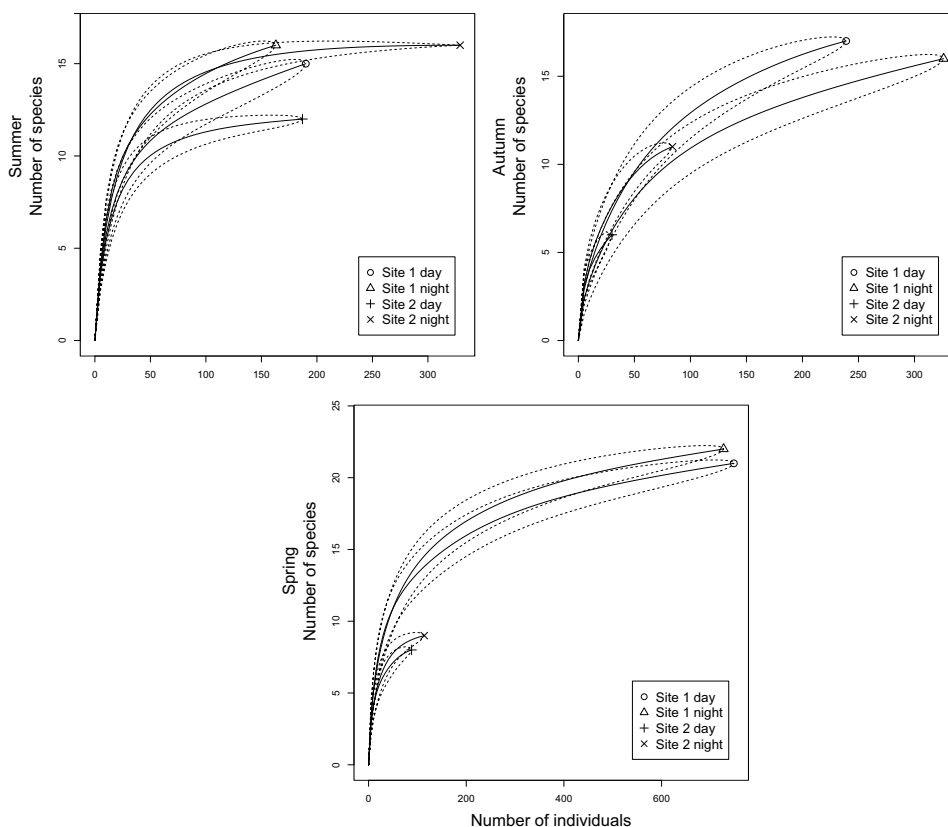 Summer
Number of species
0
5
10
15
0
50
100
150
200
250
300
Site 1 day
Site 1 night
Site 2 day
Site 2 night
Autumn
Number of species
0
5
10
15
0
50
100
150
200
250
300
Site 1 day
Site 1 night
Site 2 day
Site 2 night
Spring
Number of species
0
5
10
15
20
25
0
200
400
600
Number of individuals
Site 1 day
Site 1 night
Site 2 day
Site 2 night